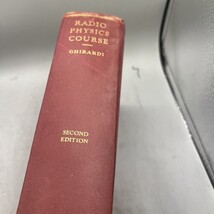 RADIO
PHYSICS
COURSE
GHIRARDI
SECOND
EDITION